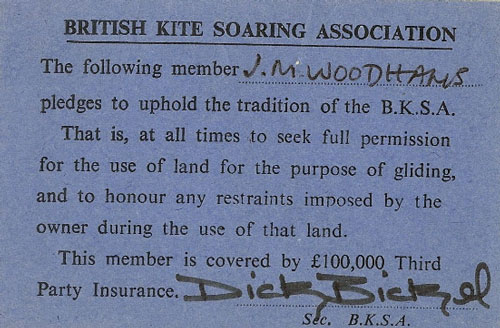 BRITISH KITE SOARING ASSOCIATION
The following member J.M. WOODHAMS
pledges to uphold the tradition of the B.K.S.A.
That is, at all times to seek full permission
for the use of land for the purpose of gliding,
and to honour any restraints imposed by the
owner during the use of that land.
This member is covered by £100,000 Third
Party Insurance. Dick Bickel
Sec. B.K.S.A.